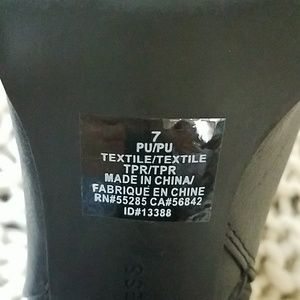 7
PU/PU
TEXTILE/TEXTILE
TPR/TPR
MADE IN CHINA/
FABRIQUE EN CHINE
RN#55285 CA#56842
ID#13388